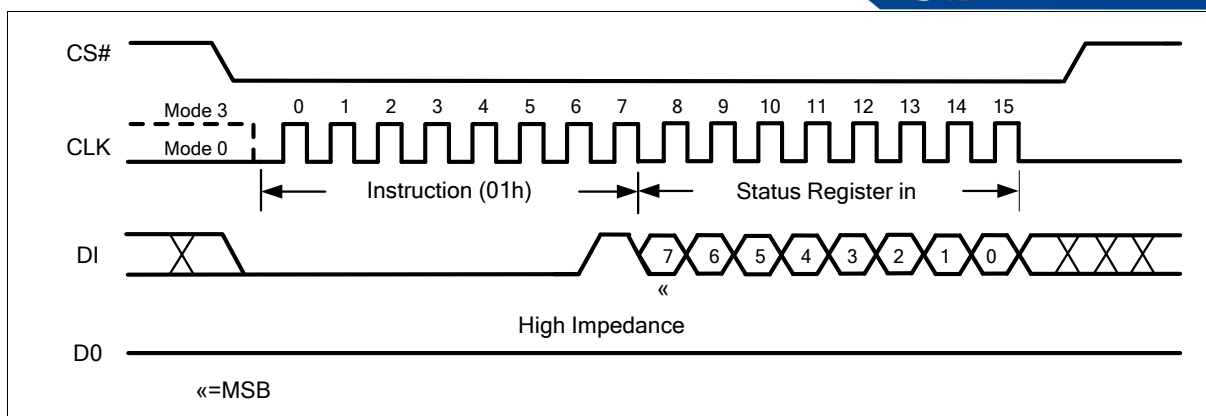 CS#
Mode 3
0 1 2 3 4 5 6 7 8 9 10 11 12 13 14 15
CLK
Mode 0
Instruction (01h)
Status Register in
DI
7 6 5 4 3 2 1 0
«
High Impedance
D0
«=MSB